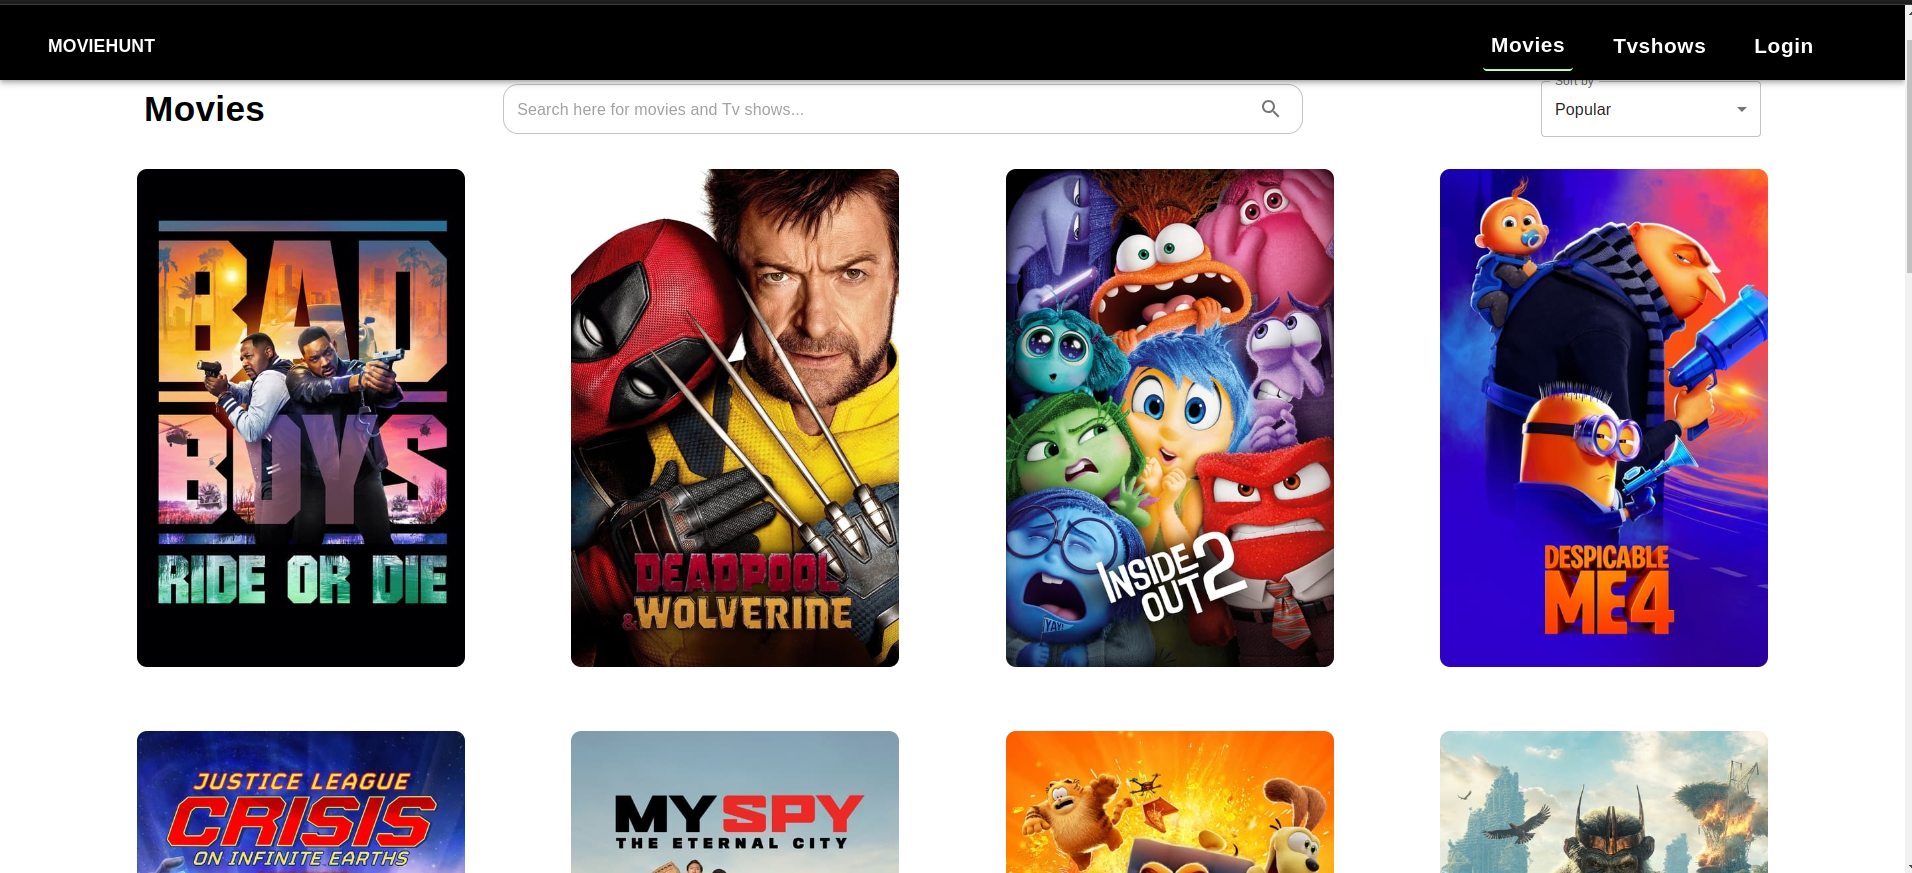 MOVIEHUNT
Movies
Tvshows
Login
Movies
Search here for movies and Tv shows...
Sort by
Popular
BAD
BOYS
RIDE OR DIE
DEADPOOL
& WOLVERINE
INSIDE
OUT 2
YAY!
DESPICABLE
ME 4
JUSTICE LEAGUE
CRISIS
ON INFINITE EARTHS
MY SPY
THE ETERNAL CITY